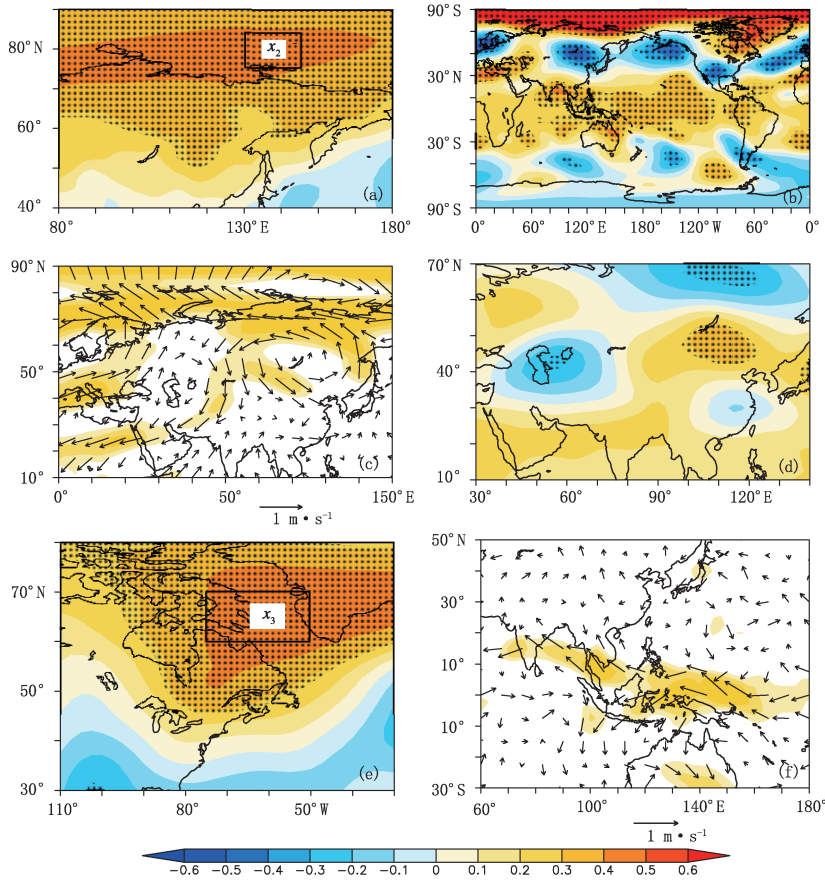 80°N
60°
40°
80°
130°E
180°
x₂
(a)
90°S
30°N
30°S
90°S
0°
60°
120°E
120°W
60°
0°
(b)
90°N
50°
10°
0°
50°
150°E
(c)
1 m·s⁻¹
70°N
40°
10°
30°
60°
90°
120°E
(d)
70°N
50°
30°
110°
80°
50°W
x₃
(e)
50°N
30°
10°
10°
30°S
60°
100°
140°E
180°
(f)
1 m·s⁻¹
-0.6
-0.5
-0.4
-0.3
-0.2
-0.1
0
0.1
0.2
0.3
0.4
0.5
0.6